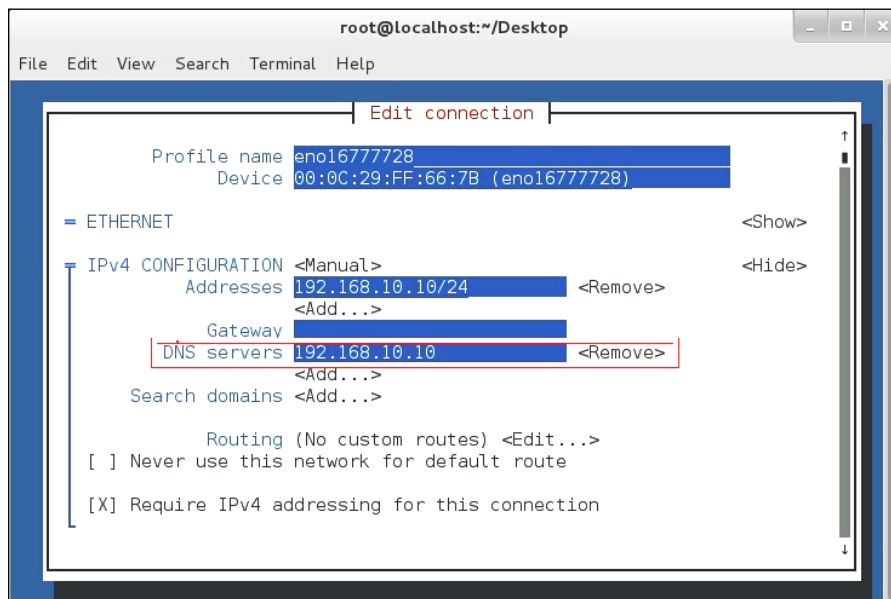 root@localhost:~/Desktop
File Edit View Search Terminal Help
Edit connection
Profile name eno16777728
Device 00:0C:29:FF:66:7B (eno16777728)
= ETHERNET <Show>
= IPv4 CONFIGURATION <Manual> <Hide>
Addresses 192.168.10.10/24 <Remove>
<Add...>
Gateway
DNS servers 192.168.10.10 <Remove>
<Add...>
Search domains <Add...>
Routing (No custom routes) <Edit...>
[ ] Never use this network for default route
[X] Require IPv4 addressing for this connection